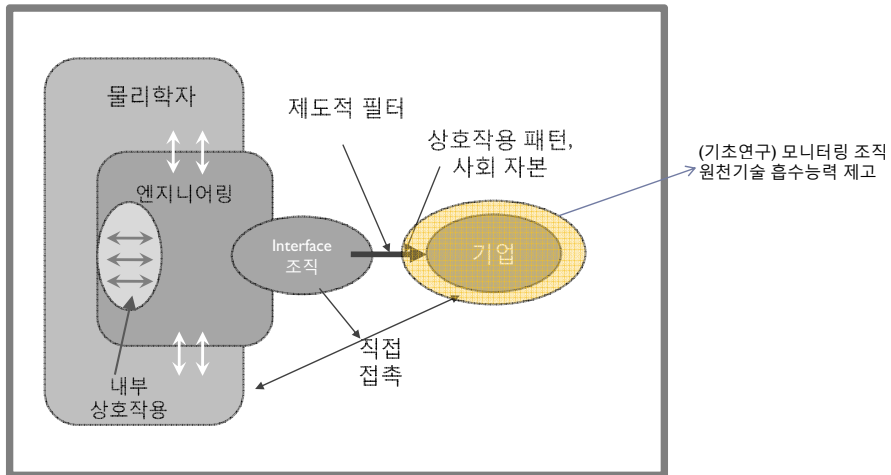 물리학자
제도적 필터
상호작용 패턴,
사회 자본
(기초연구) 모니터링 조직
원천기술 흡수능력 제고
엔지니어링
Interface
조직
기업
직접
접촉
내부
상호작용